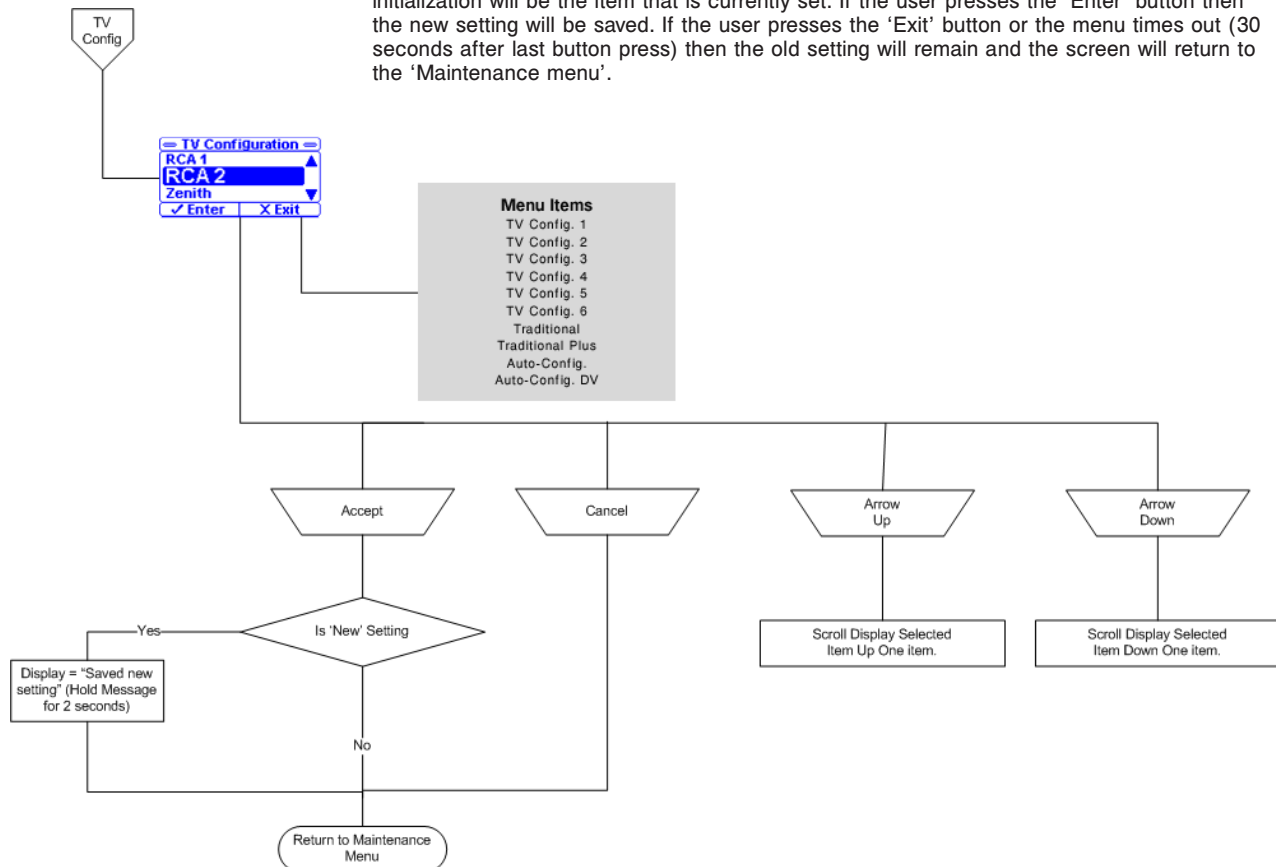 initialization will be the item that is currently set. If the user presses the 'Enter' button then
the new setting will be saved. If the user presses the 'Exit' button or the menu times out (30
seconds after last button press) then the old setting will remain and the screen will return to
the 'Maintenance menu'.
TV
Config
TV Configuration
RCA 1
RCA 2
Zenith
✓ Enter X Exit
Menu Items
TV Config. 1
TV Config. 2
TV Config. 3
TV Config. 4
TV Config. 5
TV Config. 6
Traditional
Traditional Plus
Auto-Config.
Auto-Config. DV
Accept
Cancel
Arrow
Up
Arrow
Down
Is 'New' Setting
Yes
No
Display = "Saved new
setting" (Hold Message
for 2 seconds)
Scroll Display Selected
Item Up One item.
Scroll Display Selected
Item Down One item.
Return to Maintenance
Menu